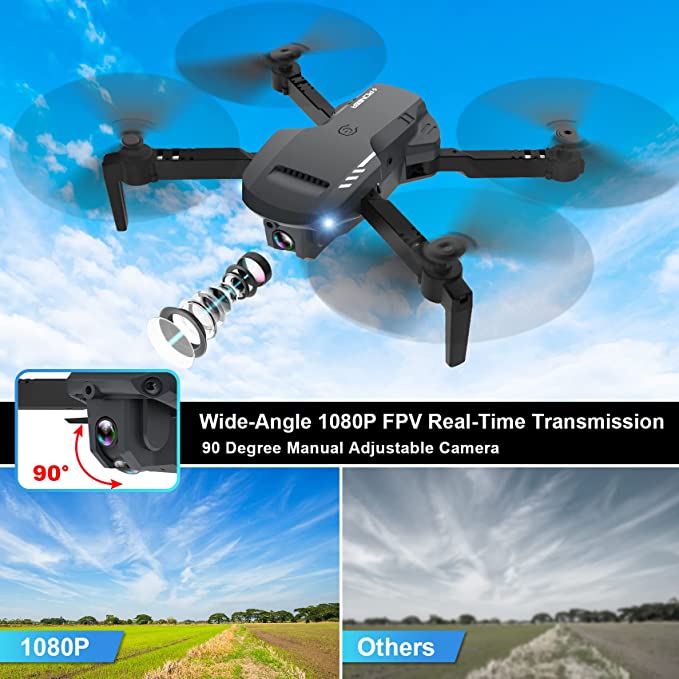 Wide-Angle 1080P FPV Real-Time Transmission
90 Degree Manual Adjustable Camera
90°
1080P
Others